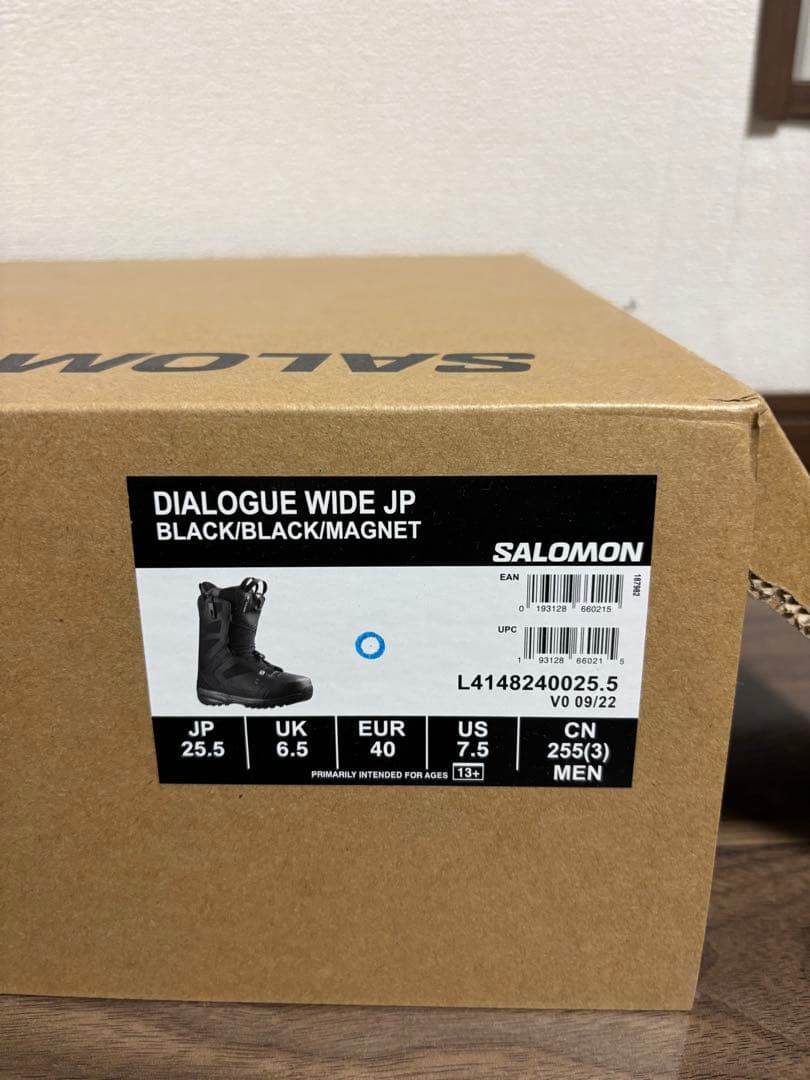 SALOM
DIALOGUE WIDE JP
BLACK/BLACK/MAGNET
SALOMON
EAN
0 193128 660215
187982
UPC
1 93128 66021 5
L4148240025.5
V0 09/22
JP
25.5
UK
6.5
EUR
40
US
7.5
CN
255(3)
MEN
PRIMARILY INTENDED FOR AGES 13+